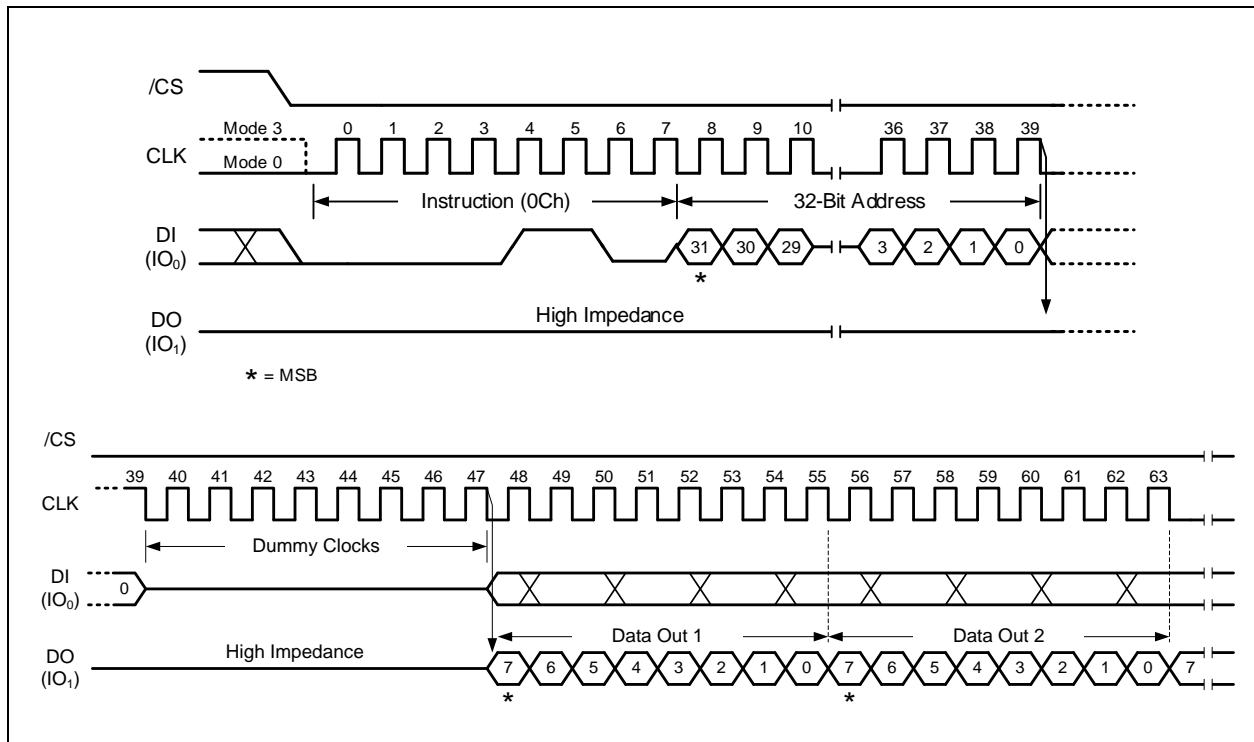 /CS
Mode 3 0 1 2 3 4 5 6 7 8 9 10 36 37 38 39
CLK Mode 0
Instruction (0Ch) 32-Bit Address
DI
(IO₀) 31 30 29 3 2 1 0
*
High Impedance
DO
(IO₁)
* = MSB
/CS
39 40 41 42 43 44 45 46 47 48 49 50 51 52 53 54 55 56 57 58 59 60 61 62 63
CLK
Dummy Clocks
DI
(IO₀) 0
Data Out 1 Data Out 2
High Impedance
DO
(IO₁) 7 6 5 4 3 2 1 0 7 6 5 4 3 2 1 0 7
* *